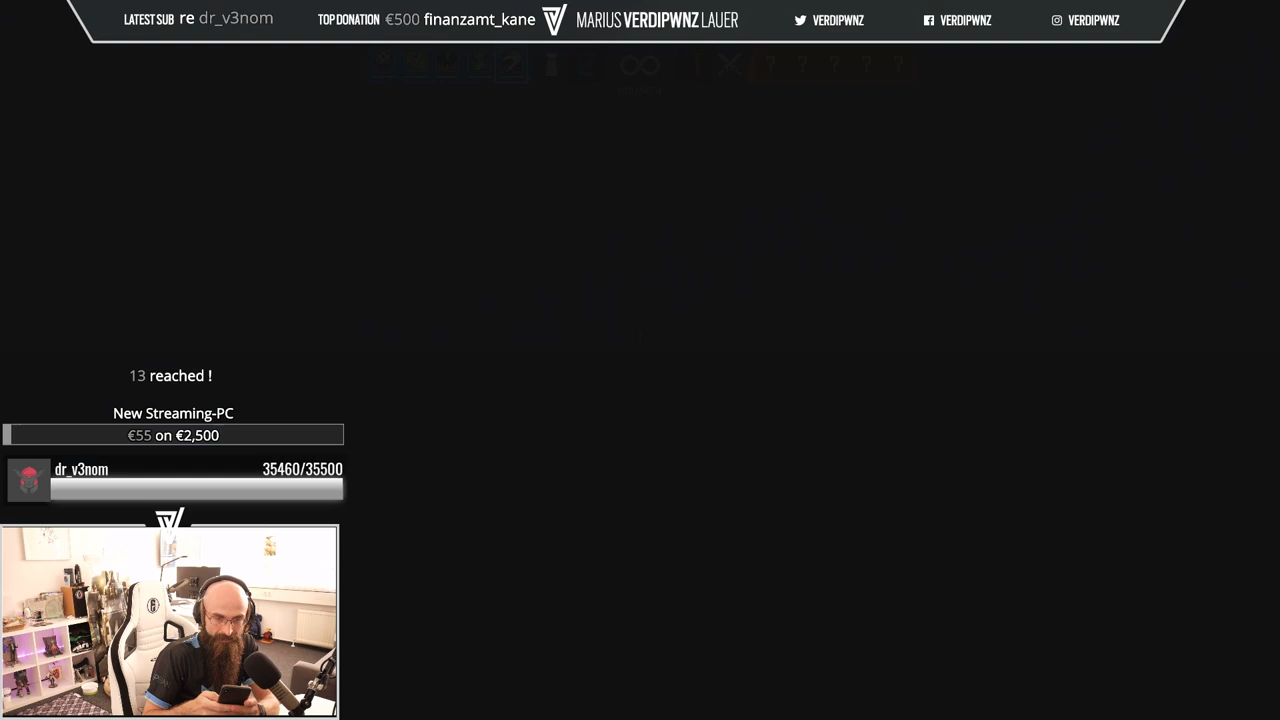 LATEST SUB re dr_v3nom TOP DONATION €500 finanzamt_kane MARIUS VERDIPWNZ LAUER VERDIPWNZ VERDIPWNZ VERDIPWNZ
? ? ? ? ?
13 reached !
New Streaming-PC
€55 on €2,500
dr_v3nom 35460/35500